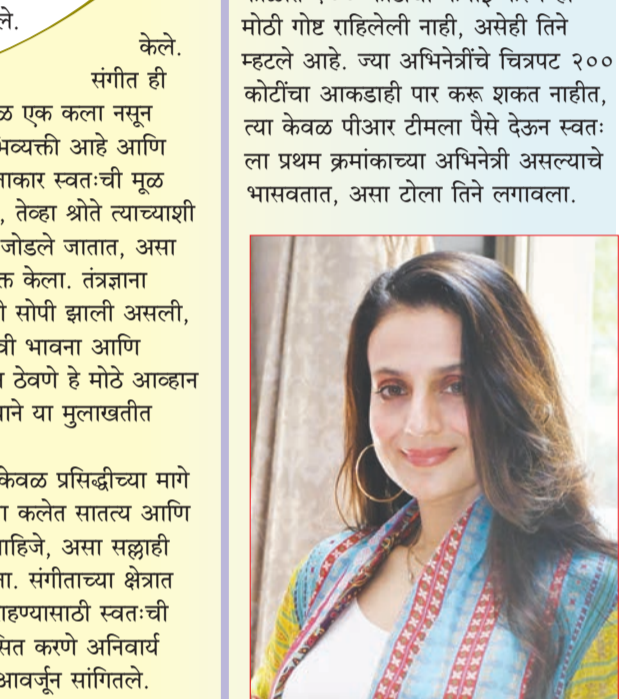 ले.
केले.
संगीत ही
एक कला नसून
आहे आणि
स्वतःची मूळ
, तेव्हा श्रोते त्याच्याशी
जोडले जातात, असा
केला. तंत्रज्ञाना
सोपी झाली असली,
भावना आणि
ठेवणे हे मोठे आव्हान
ने या मुलाखतीत
केवळ प्रसिद्धीच्या मागे
कलेत सातत्य आणि
पाहिजे, असा सल्लाही
ना. संगीताच्या क्षेत्रात
राहण्यासाठी स्वतःची
करणे अनिवार्य
आवर्जून सांगितले.
मोठी गोष्ट राहिलेली नाही, असेही तिने
म्हटले आहे. ज्या अभिनेत्रींचे चित्रपट २००
कोटींचा आकडाही पार करू शकत नाहीत,
त्या केवळ पीआर टीमला पैसे देऊन स्वतः
ला प्रथम क्रमांकाच्या अभिनेत्री असल्याचे
भासवतात, असा टोला तिने लगावला.